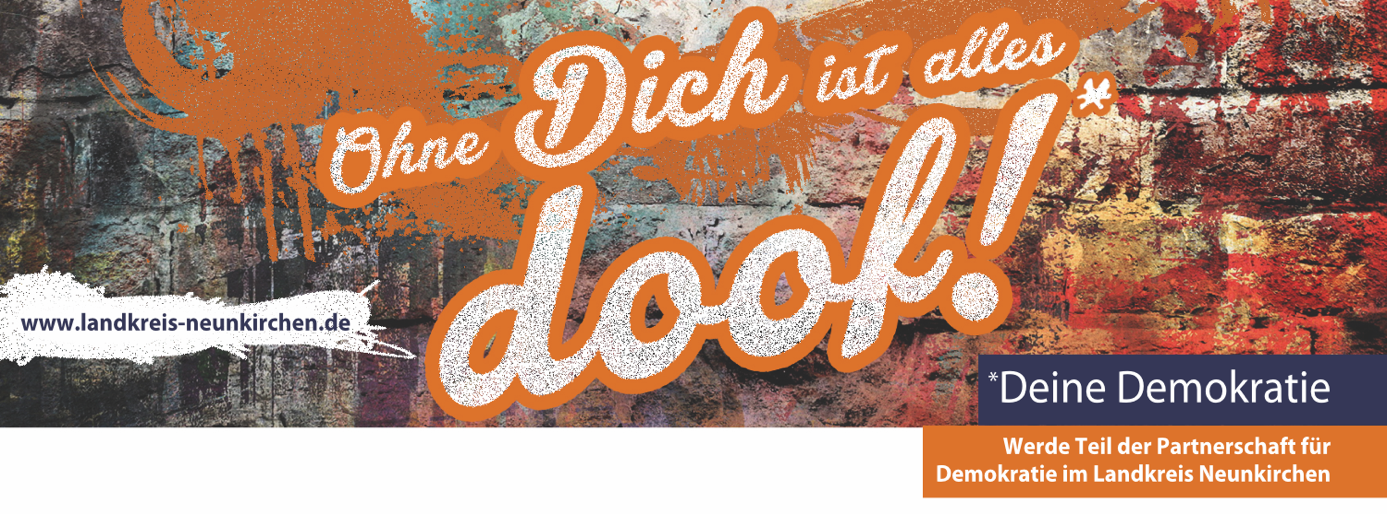 Ohne Dich ist alles
doof!*
www.landkreis-neunkirchen.de
*Deine Demokratie
Werde Teil der Partnerschaft für
Demokratie im Landkreis Neunkirchen